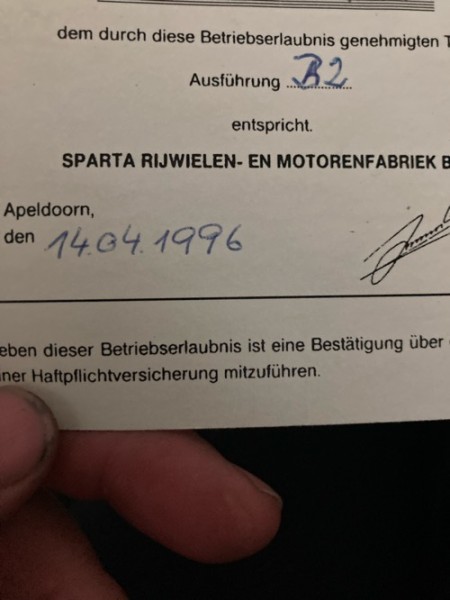 dem durch diese Betriebserlaubnis genehmigten T
Ausführung B2
entspricht.
SPARTA RIJWIELEN- EN MOTORENFABRIEK B
Apeldoorn,
den 14.04.1996
eben dieser Betriebserlaubnis ist eine Bestätigung über
iner Haftpflichtversicherung mitzuführen.